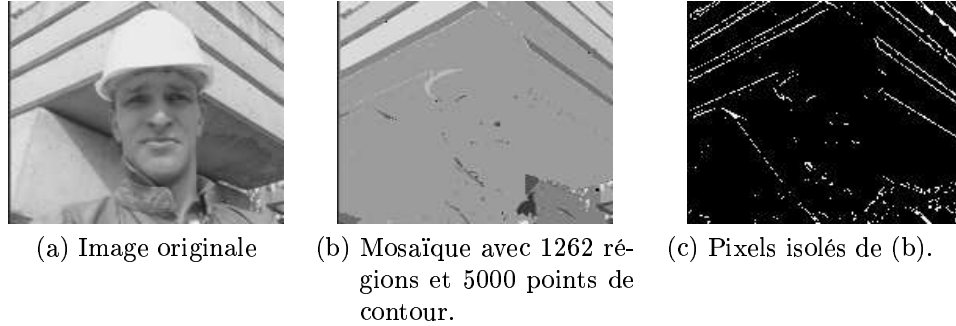 (a) Image originale
(b) Mosaïque avec 1262 ré-
gions et 5000 points de
contour.
(c) Pixels isolés de (b).